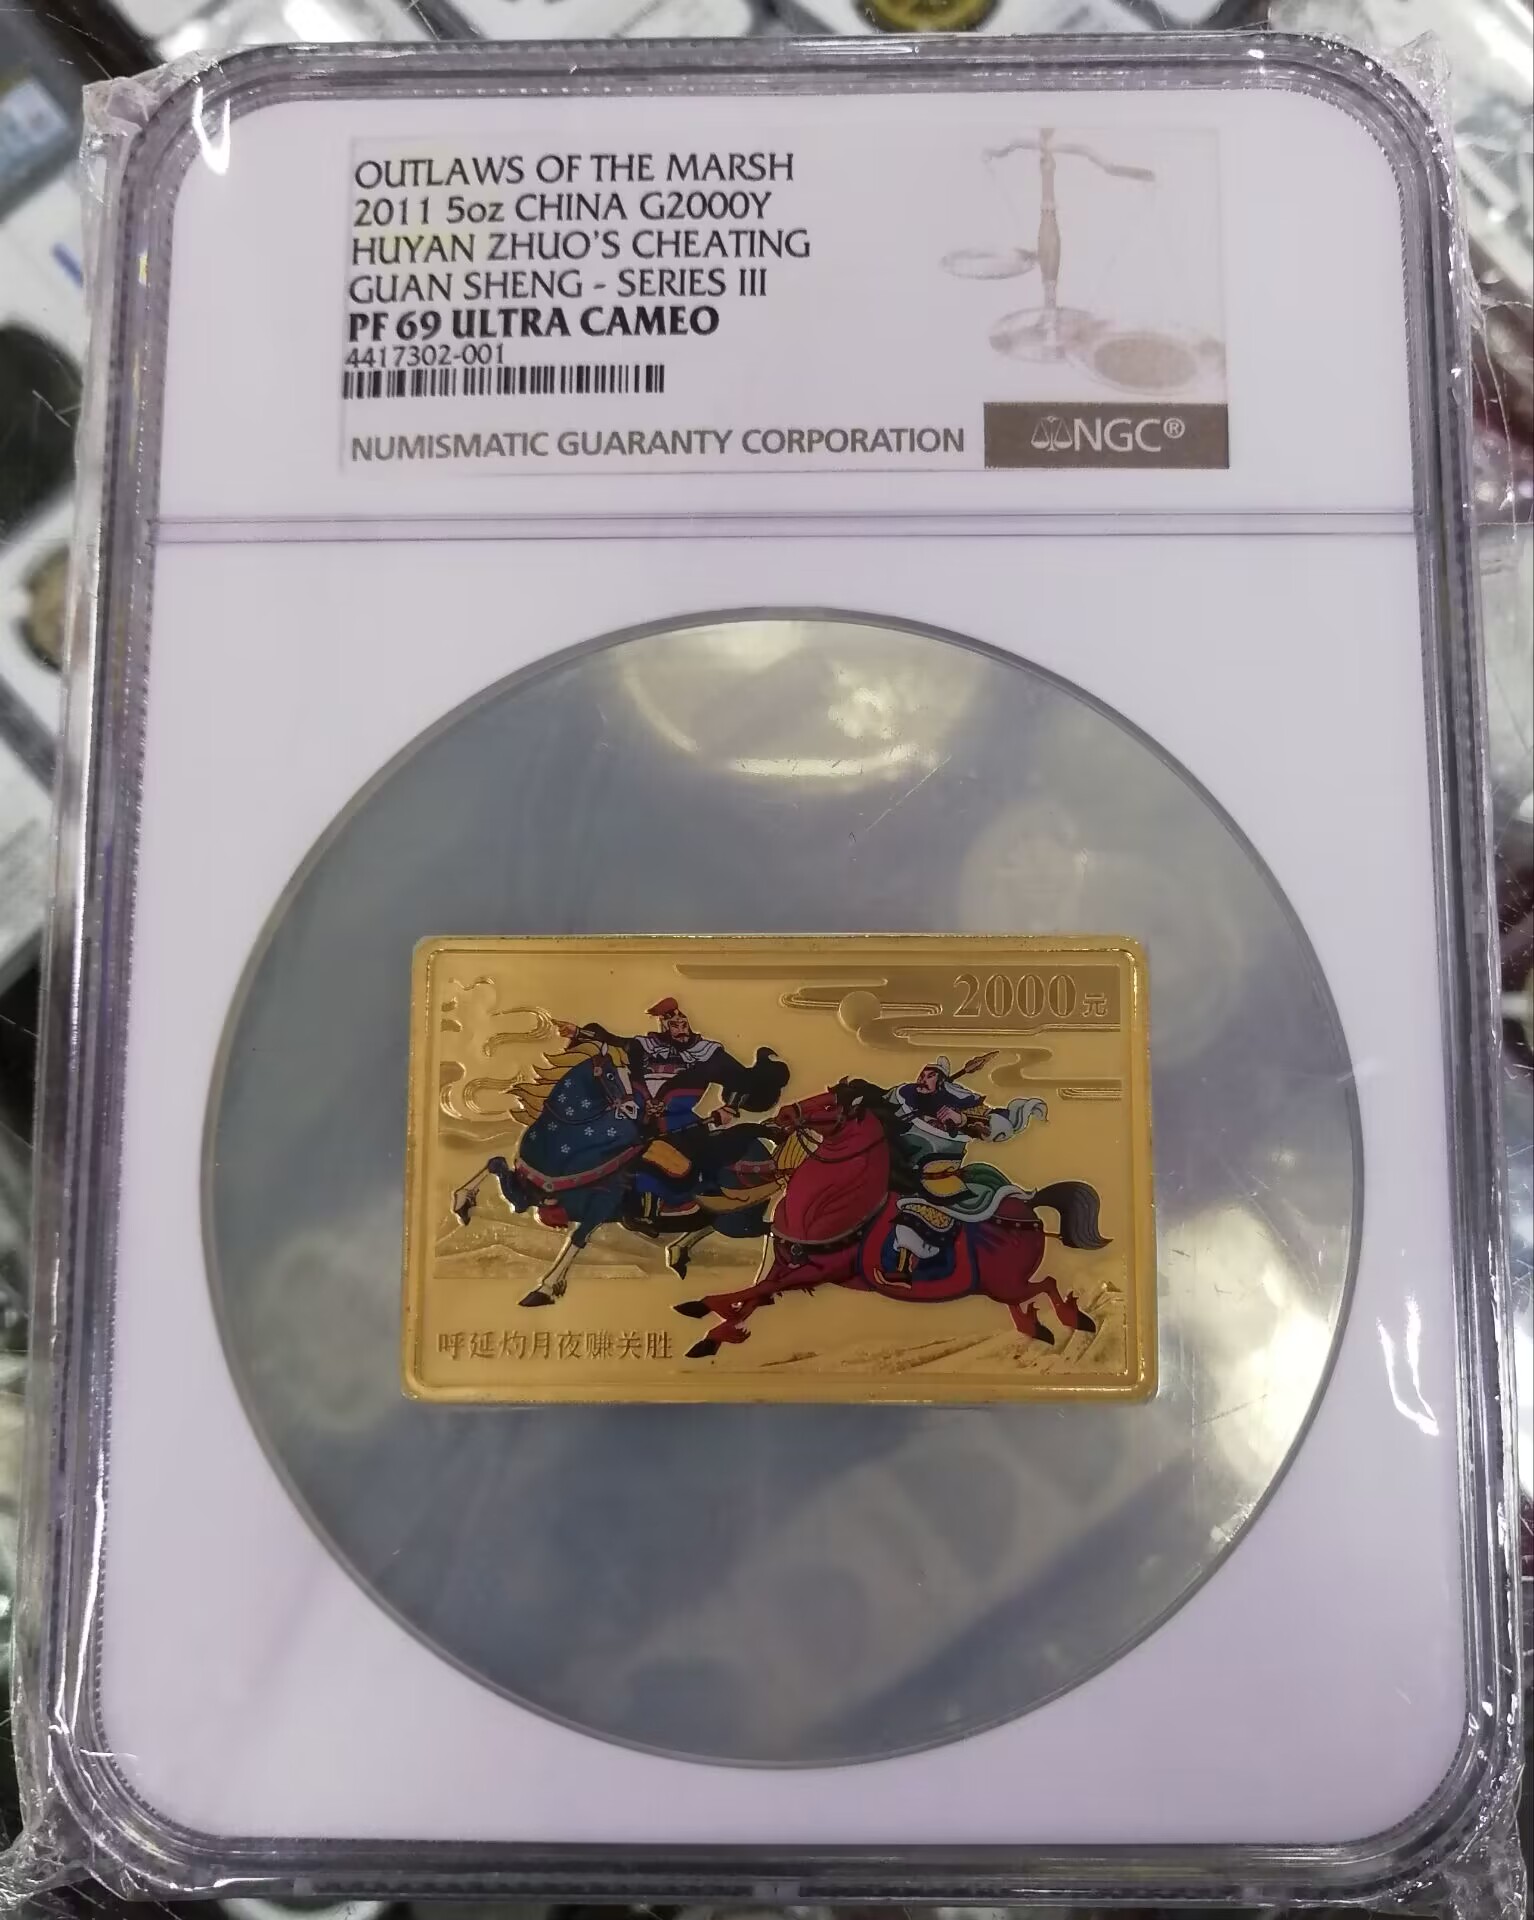 OUTLAWS OF THE MARSH
2011 5oz CHINA G2000Y
HUYAN ZHUO'S CHEATING
GUAN SHENG - SERIES III
PF 69 ULTRA CAMEO
4417302-001
NUMISMATIC GUARANTY CORPORATION
NGC®
2000元
呼延灼月夜赚关胜